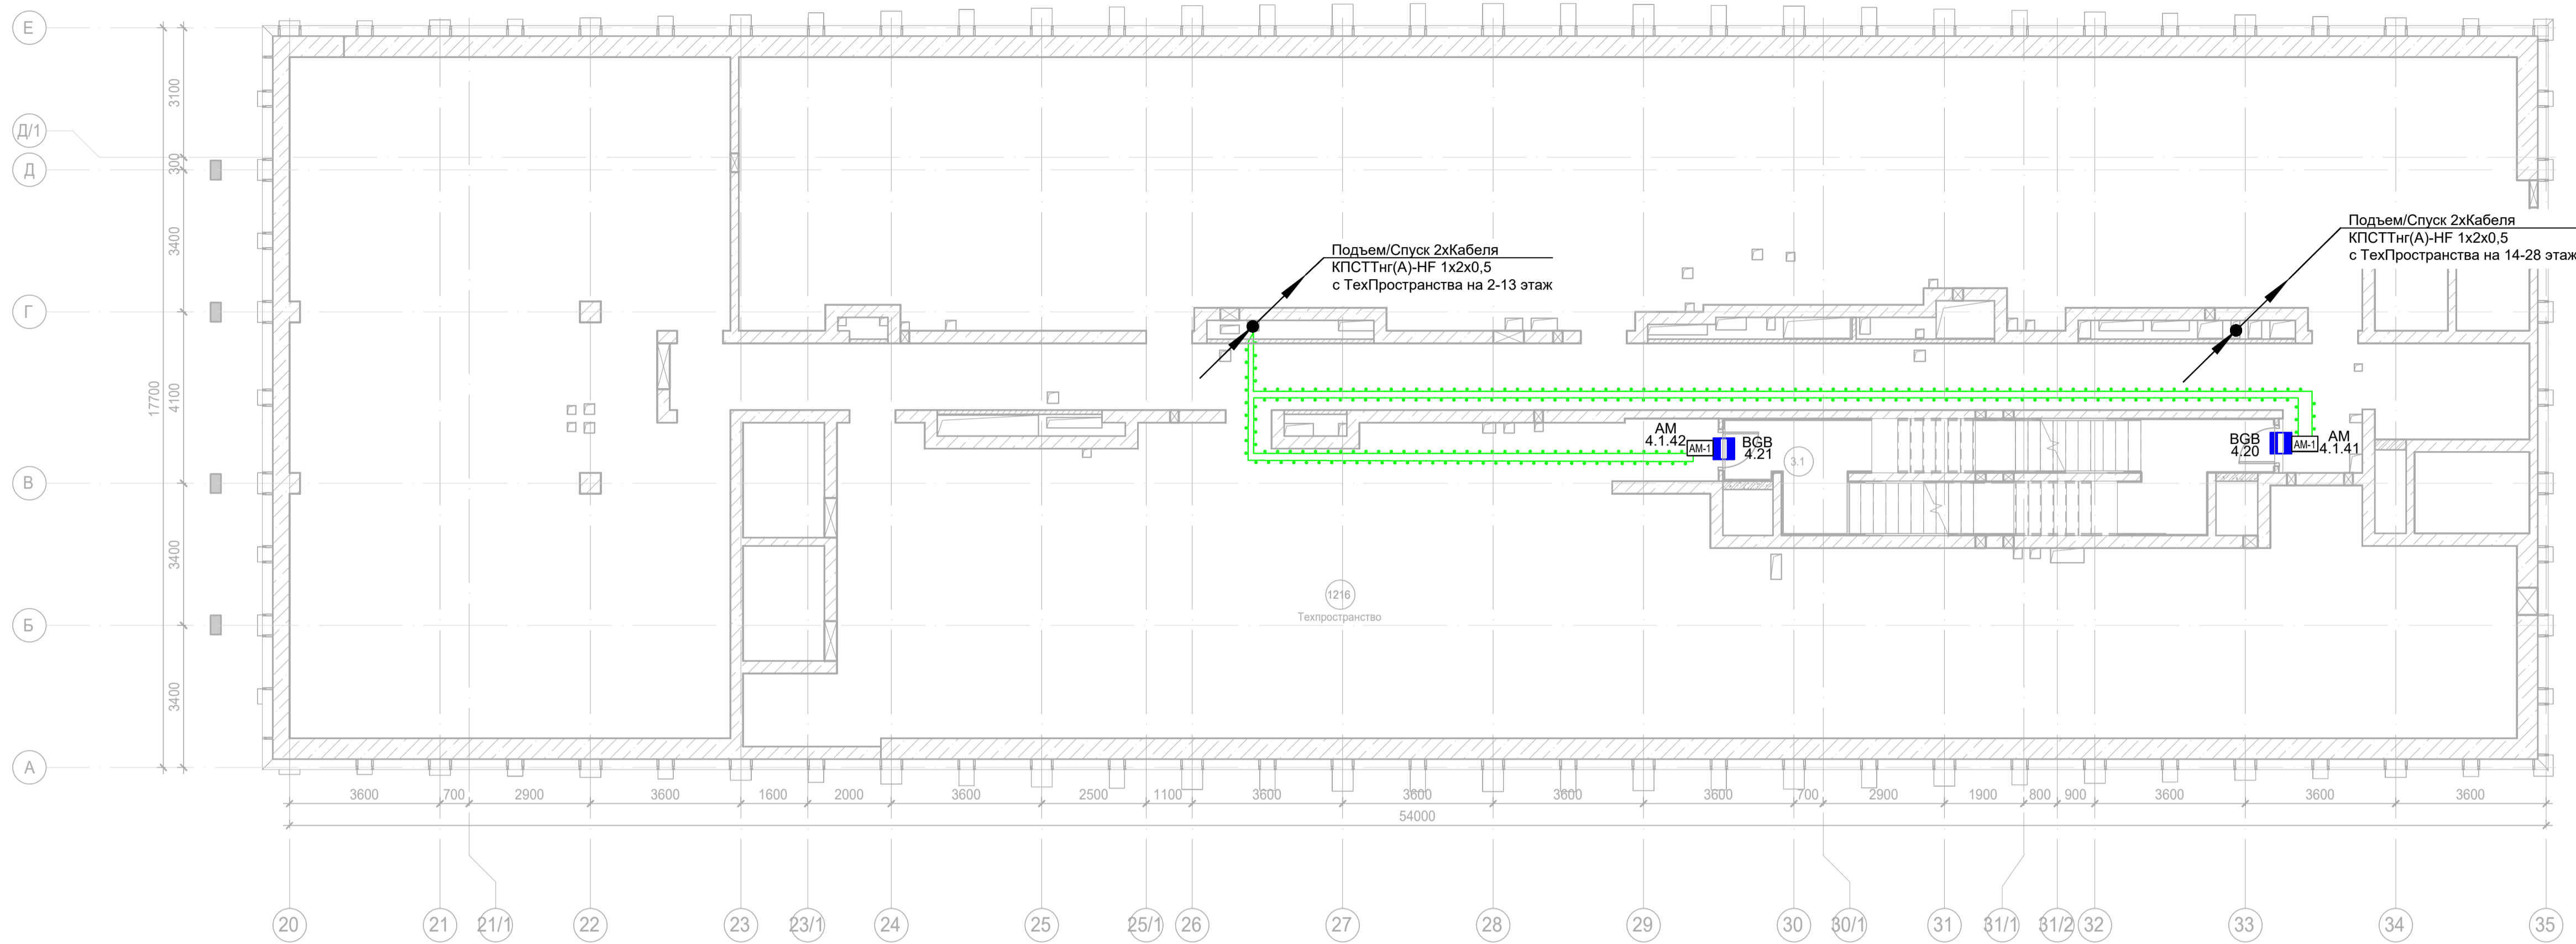 Е
Д/1
Д
Г
В
Б
А
3100
300
3400
4100
3400
3400
17700
Подъем/Спуск 2хКабеля
КПСТТнг(А)-HF 1х2х0,5
с ТехПространства на 2-13 этаж
Подъем/Спуск 2хКабеля
КПСТТнг(А)-HF 1х2х0,5
с ТехПространства на 14-28 этаж
АМ
4.1.42
АМ-1
BGB
4.21
3.1
BGB
4.20
АМ-1
АМ
4.1.41
1216
Техпространство
3600
700
2900
3600
1600
2000
3600
2500
1100
3600
3600
3600
3600
700
2900
1900
800
900
3600
3600
3600
54000
20
21
21/1
22
23
23/1
24
25
25/1
26
27
28
29
30
30/1
31
31/1
31/2
32
33
34
35